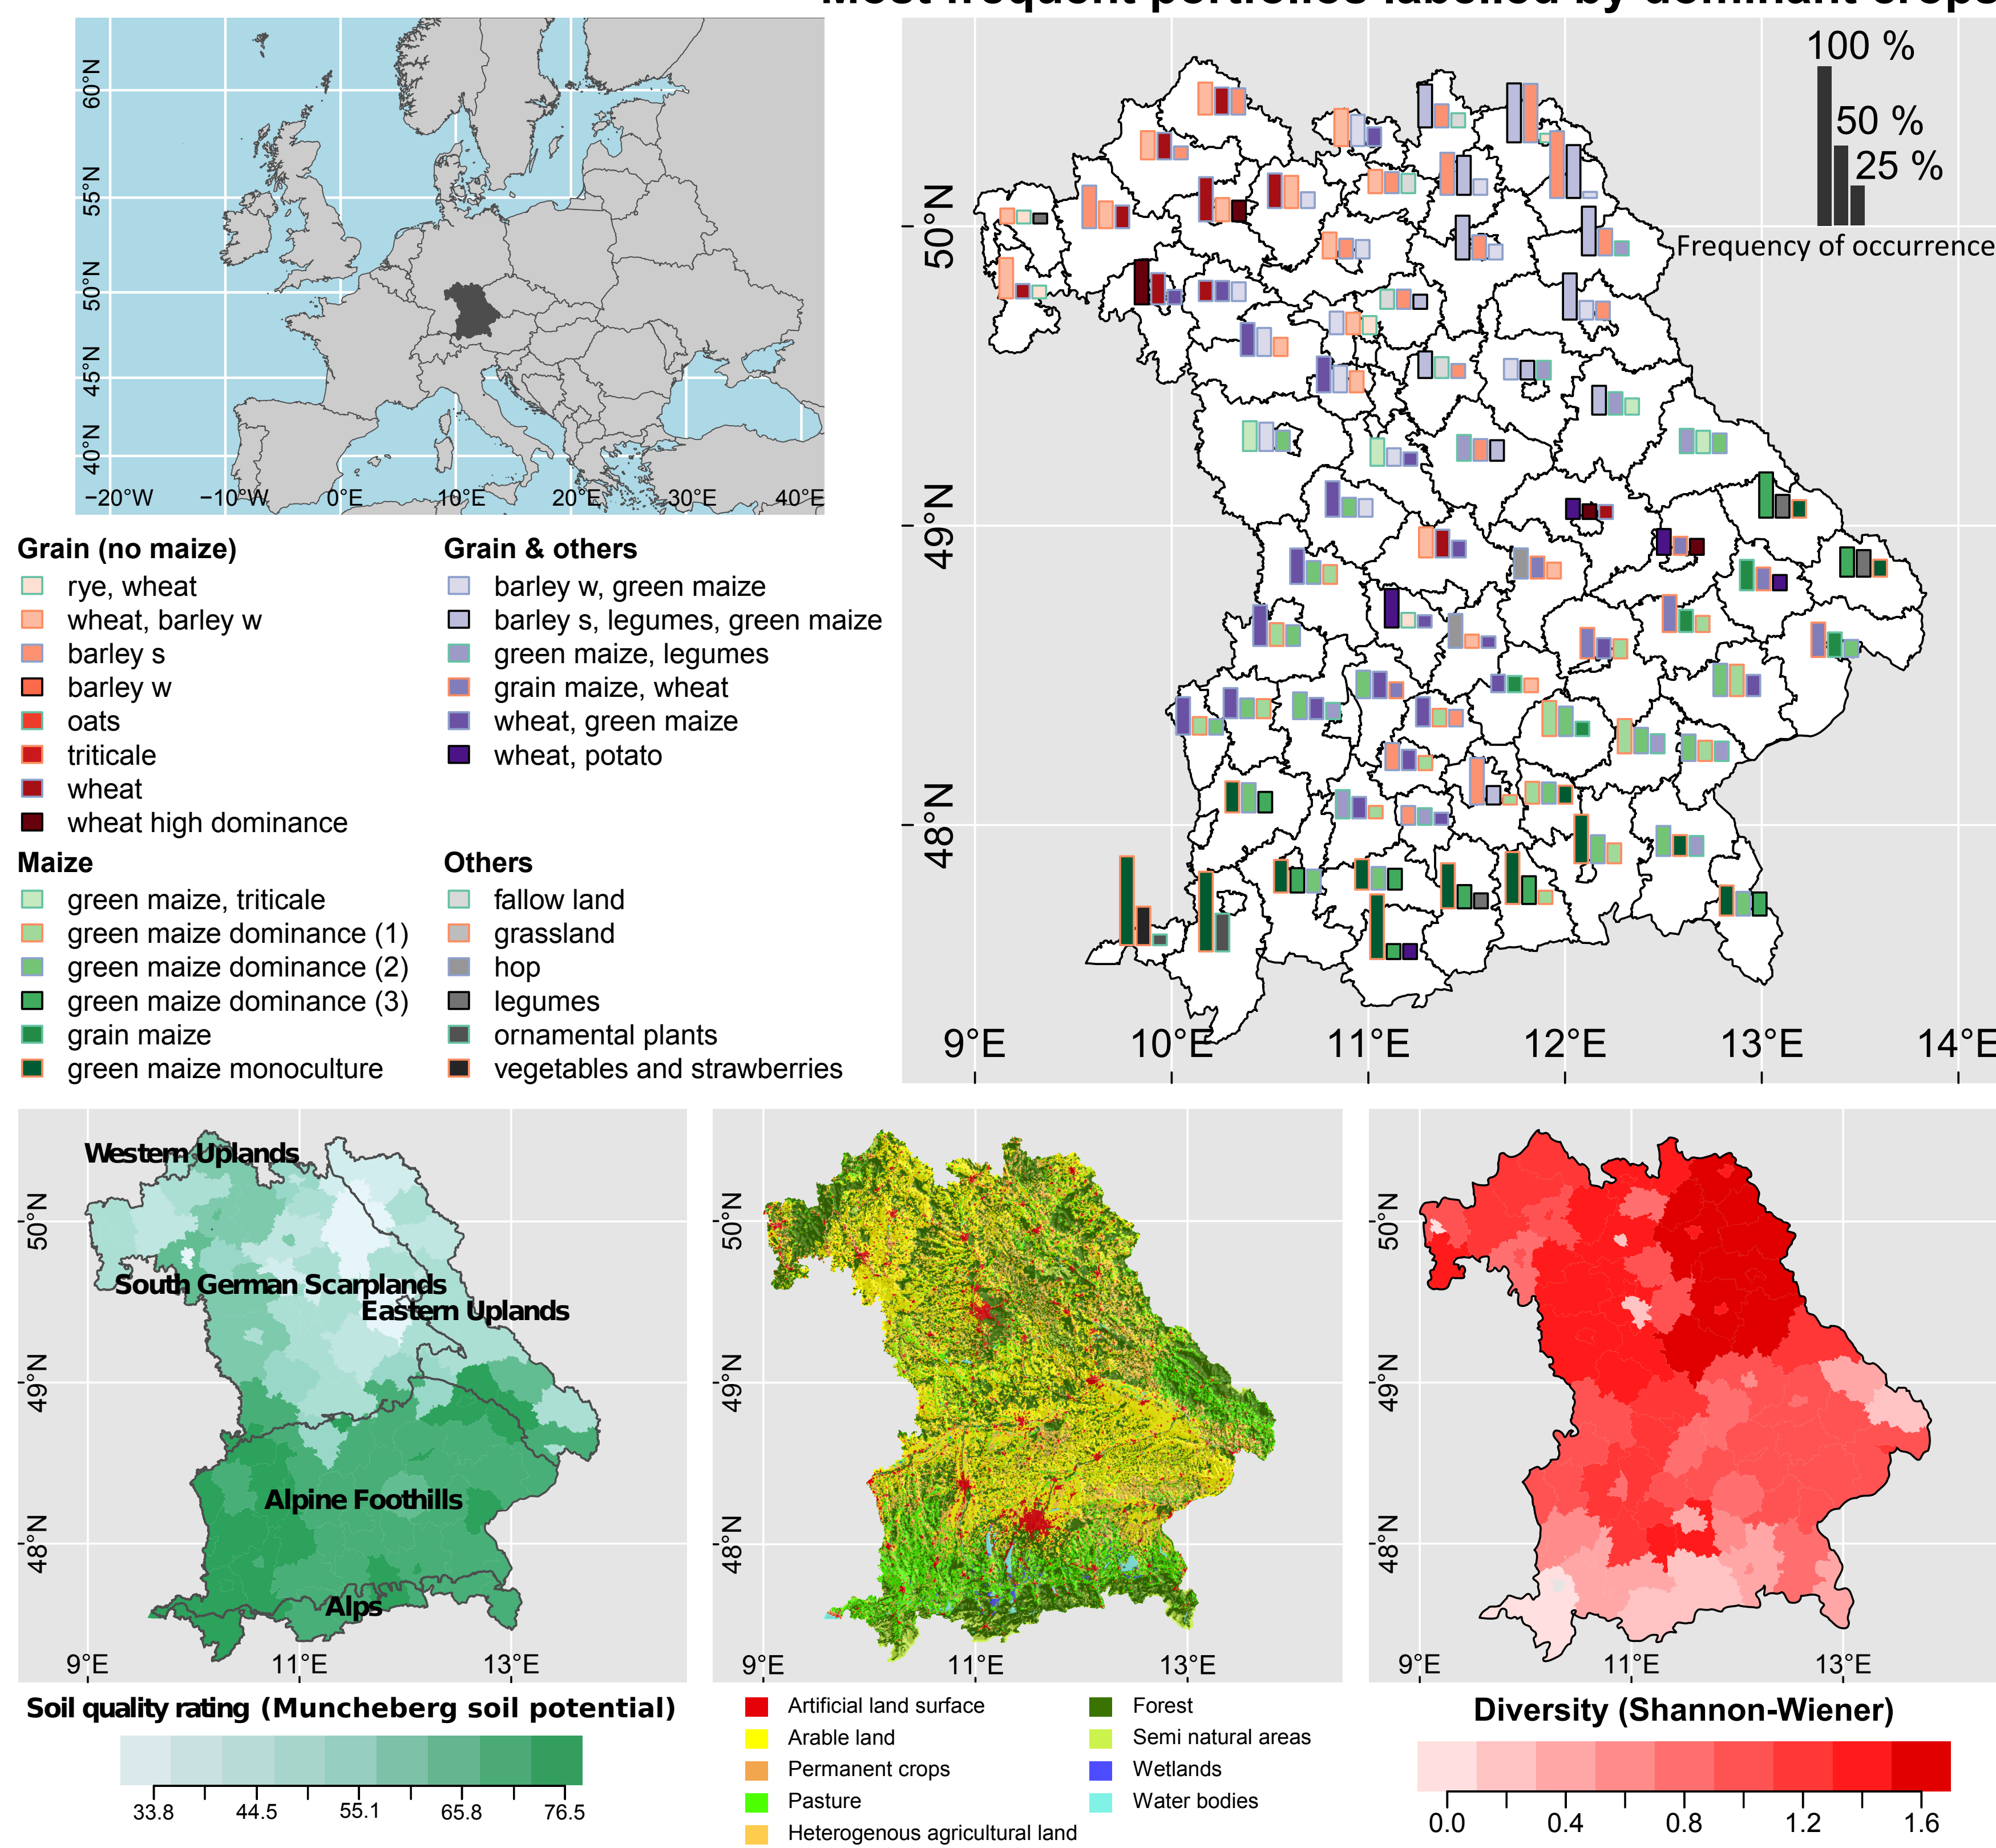 Most frequent portfolios labelled by dominant crops
60°N
55°N
50°N
45°N
40°N
−20°W
−10°W
0°E
10°E
20°E
30°E
40°E
100 %
50 %
25 %
Frequency of occurrence
50°N
49°N
48°N
9°E
10°E
11°E
12°E
13°E
14°E
Grain (no maize)
rye, wheat
wheat, barley w
barley s
barley w
oats
triticale
wheat
wheat high dominance
Grain & others
barley w, green maize
barley s, legumes, green maize
green maize, legumes
grain maize, wheat
wheat, green maize
wheat, potato
Maize
green maize, triticale
green maize dominance (1)
green maize dominance (2)
green maize dominance (3)
grain maize
green maize monoculture
Others
fallow land
grassland
hop
legumes
ornamental plants
vegetables and strawberries
Western Uplands
South German Scarplands
Eastern Uplands
Alpine Foothills
Alps
50°N
49°N
48°N
9°E
11°E
13°E
Soil quality rating (Muncheberg soil potential)
33.8
44.5
55.1
65.8
76.5
50°N
49°N
48°N
9°E
11°E
13°E
Artificial land surface
Arable land
Permanent crops
Pasture
Heterogenous agricultural land
Forest
Semi natural areas
Wetlands
Water bodies
50°N
49°N
48°N
9°E
11°E
13°E
Diversity (Shannon-Wiener)
0.0
0.4
0.8
1.2
1.6